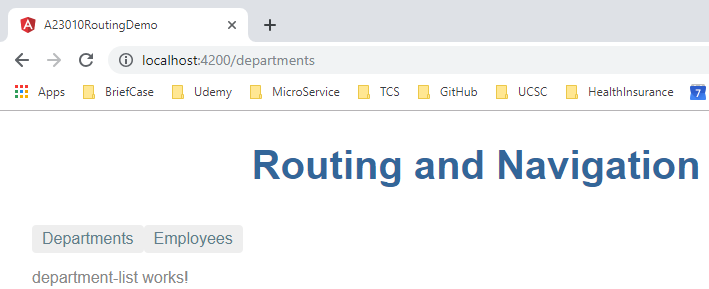 A23010RoutingDemo
localhost:4200/departments
Apps BriefCase Udemy MicroService TCS GitHub UCSC HealthInsurance 7
Routing and Navigation
Departments Employees
department-list works!